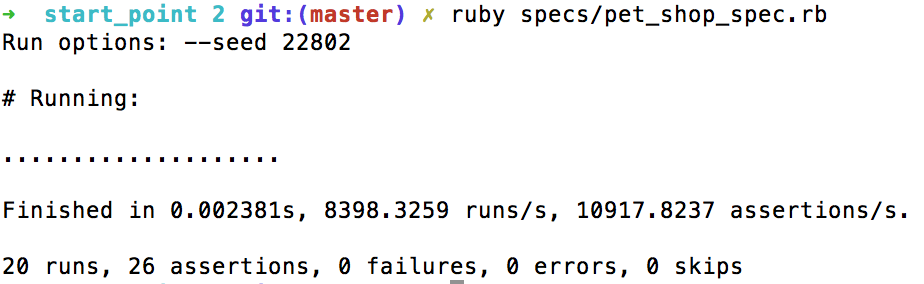 ➜  start_point 2 git:(master) ✗ ruby specs/pet_shop_spec.rb
Run options: --seed 22802
# Running:
....................
Finished in 0.002381s, 8398.3259 runs/s, 10917.8237 assertions/s.
20 runs, 26 assertions, 0 failures, 0 errors, 0 skips